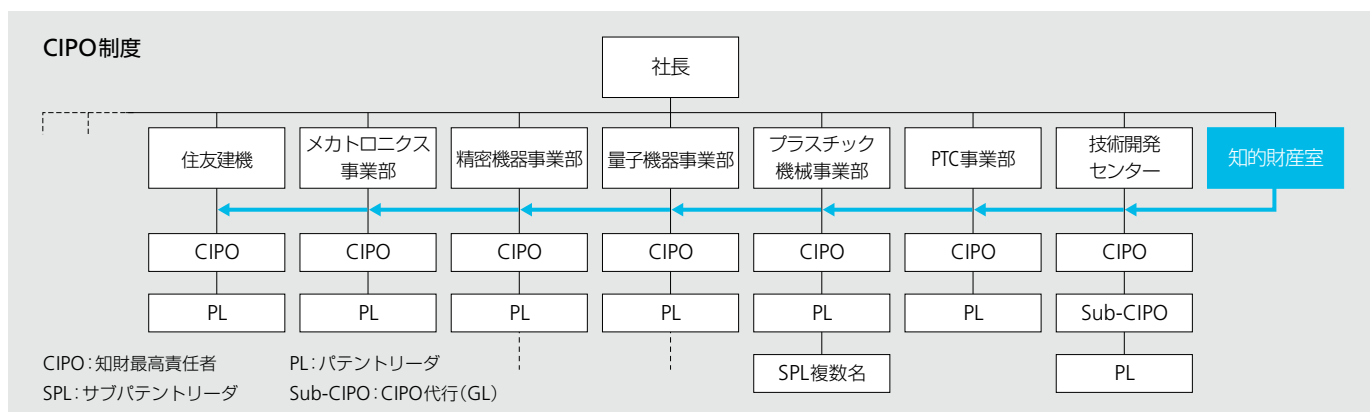 CIPO制度
社長
住友建機
メカトロニクス
事業部
精密機器事業部
量子機器事業部
プラスチック
機械事業部
PTC事業部
技術開発
センター
知的財産室
CIPO
CIPO
CIPO
CIPO
CIPO
CIPO
CIPO
PL
PL
PL
PL
PL
PL
Sub-CIPO
SPL複数名
PL
CIPO：知財最高責任者
PL：パテントリーダ
SPL：サブパテントリーダ
Sub-CIPO：CIPO代行（GL）